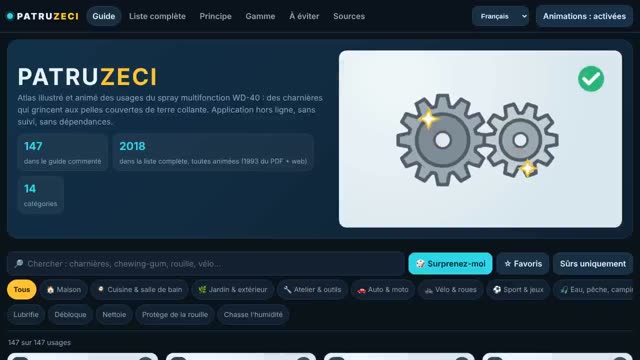 PATRUZECI
Guide
Liste complète
Principe
Gamme
À éviter
Sources
Français
Animations : activées
PATRUZECI
Atlas illustré et animé des usages du spray multifonction WD-40 : des charnières
qui grincent aux pelles couvertes de terre collante. Application hors ligne, sans
suivi, sans dépendances.
147
dans le guide commenté
2018
dans la liste complète, toutes animées (1993 du PDF + web)
14
catégories
Chercher : charnières, chewing-gum, rouille, vélo…
Surprenez-moi
☆ Favoris
Sûrs uniquement
Tous
Maison
Cuisine & salle de bain
Jardin & extérieur
Atelier & outils
Auto & moto
Vélo & roues
Sport & jeux
Eau, pêche, campin
Lubrifie
Débloque
Nettoie
Protège de la rouille
Chasse l'humidité
147 sur 147 usages